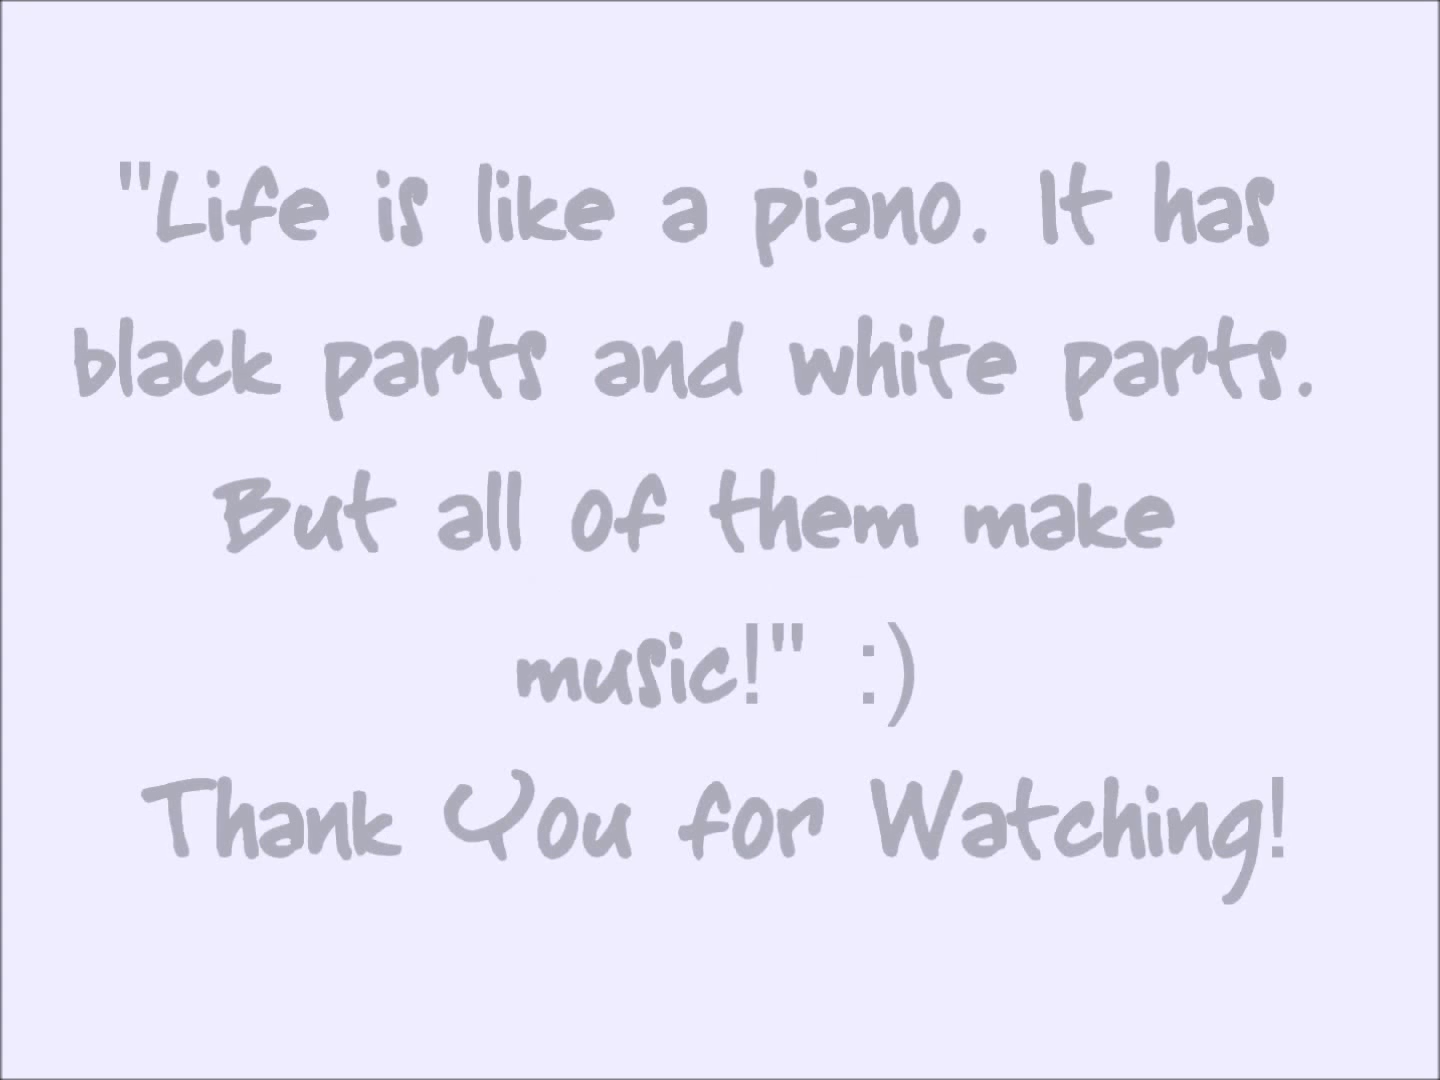 "Life is like a piano. It has
black parts and white parts.
But all of them make
music!" :)
Thank You for Watching!